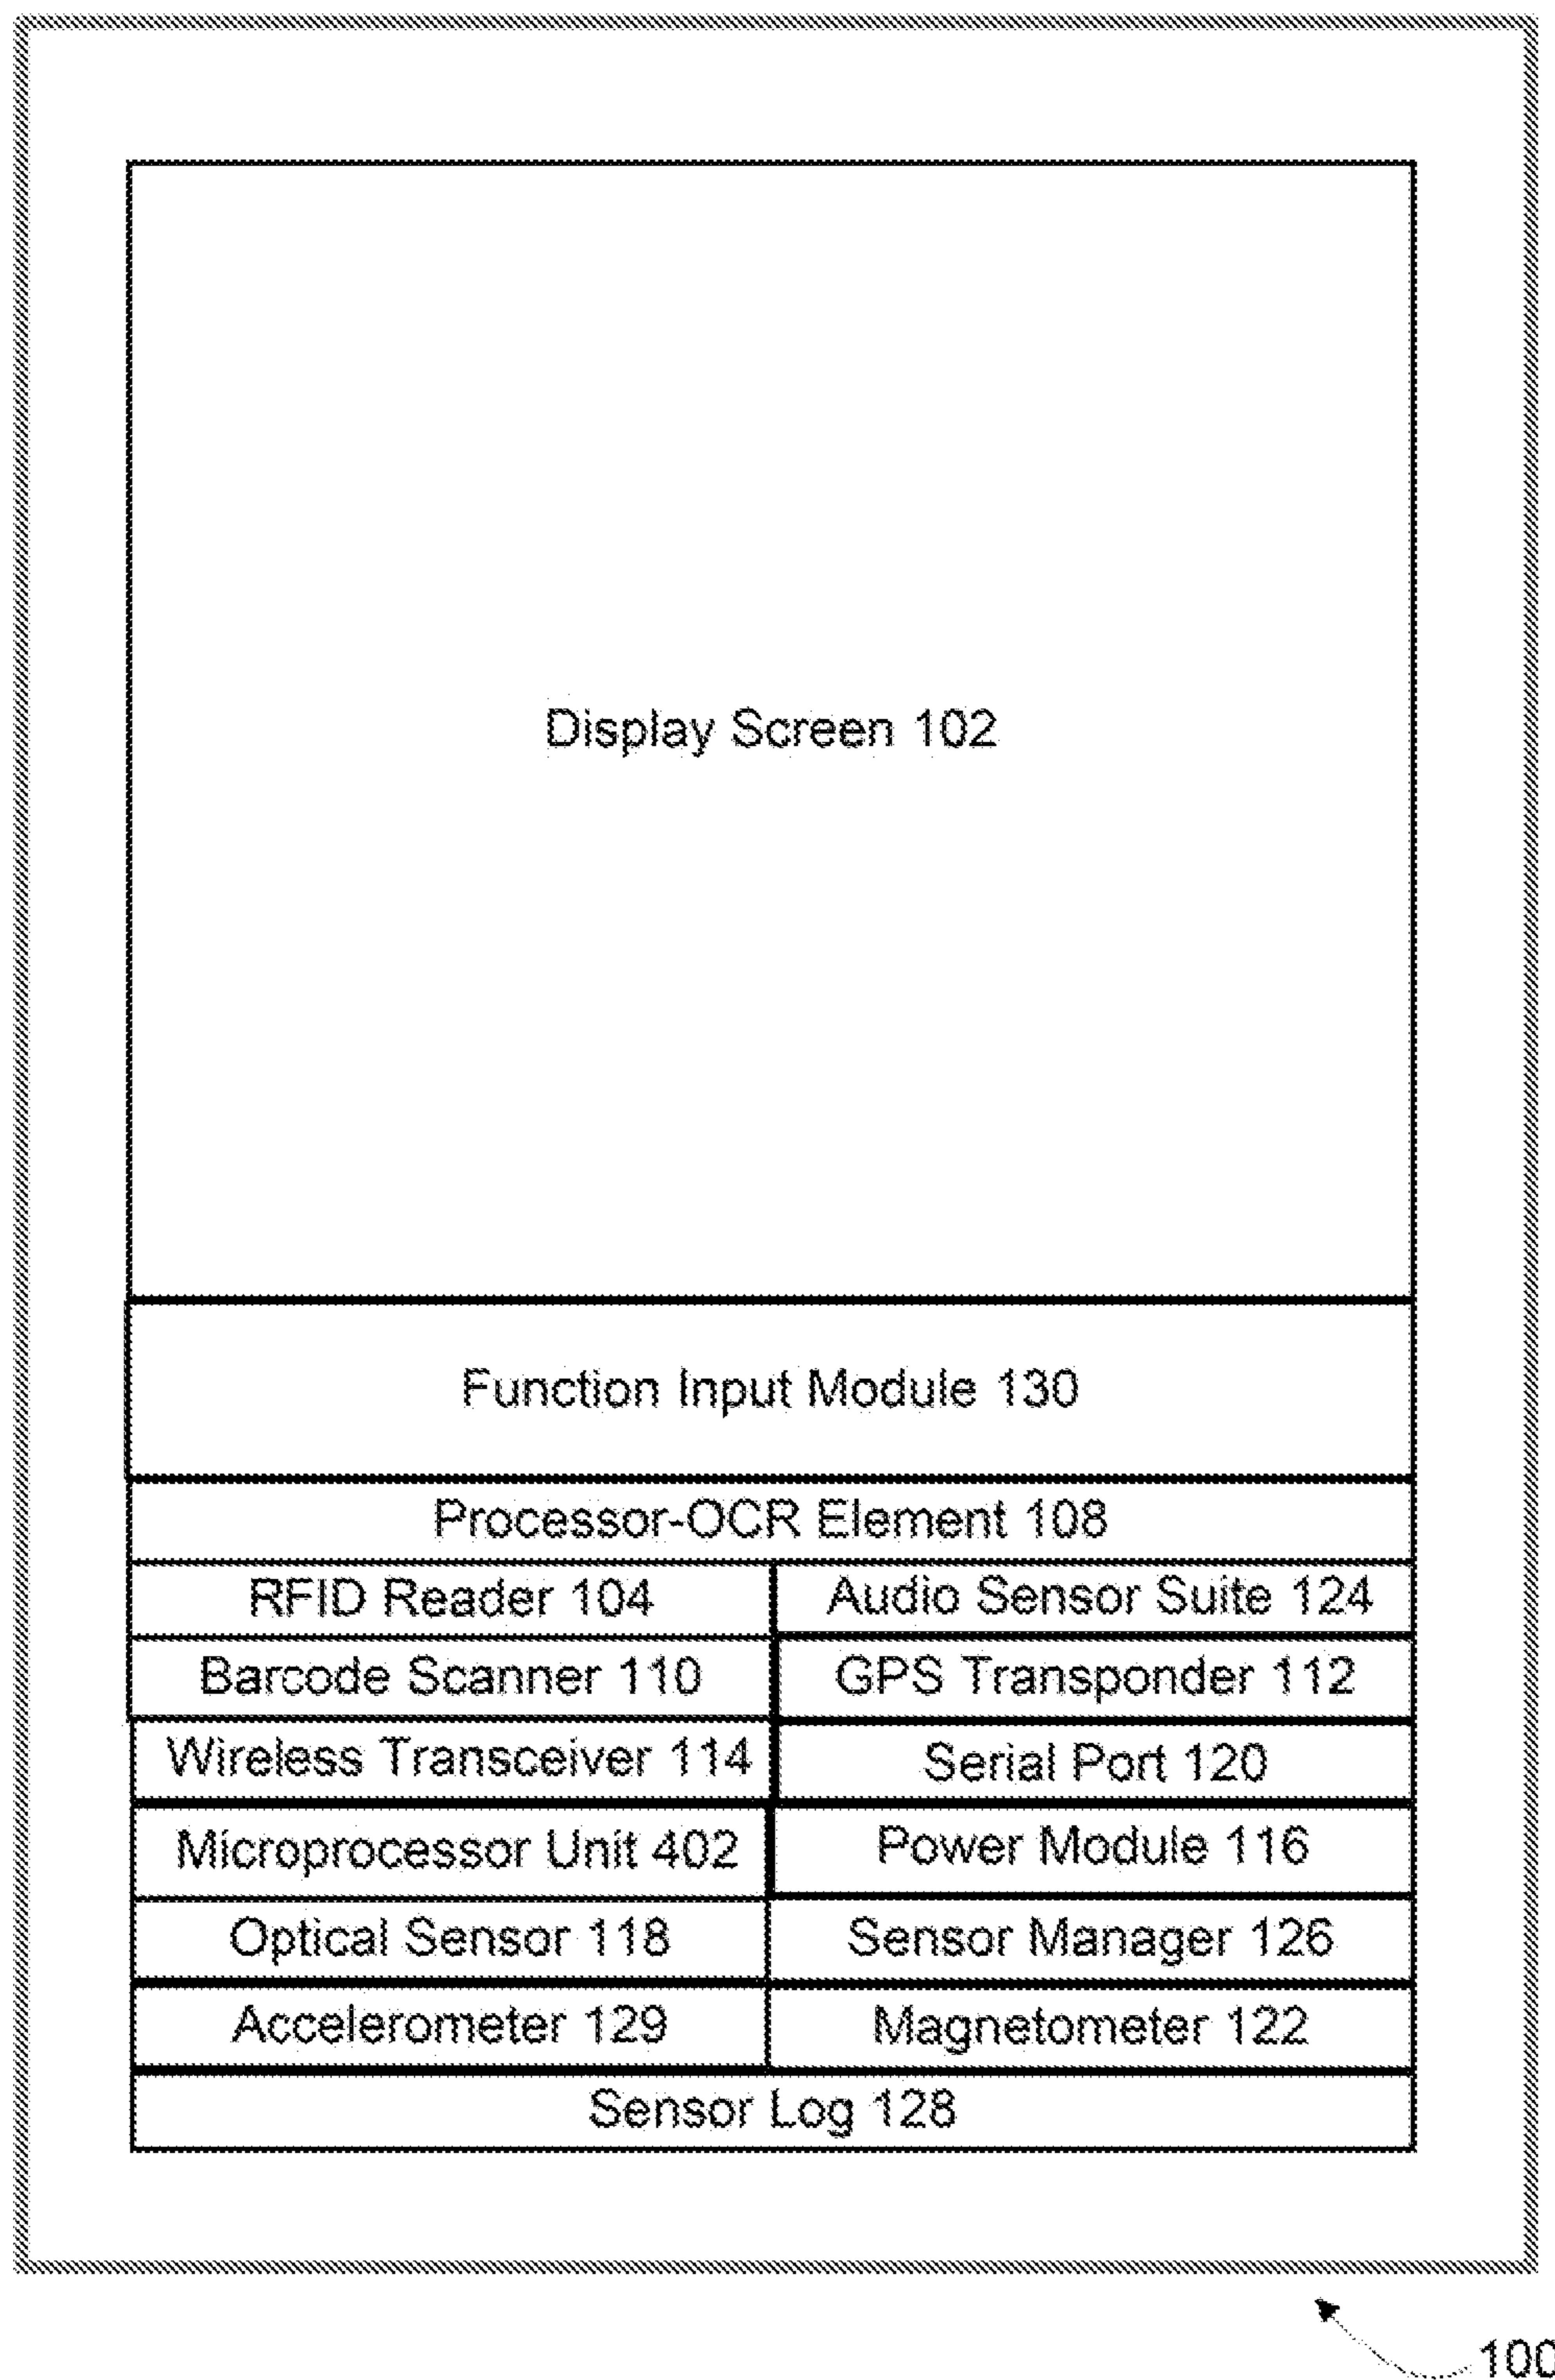 Display Screen 102
Function Input Module 130
Processor-OCR Element 108
RFID Reader 104
Audio Sensor Suite 124
Barcode Scanner 110
GPS Transponder 112
Wireless Transceiver 114
Serial Port 120
Microprocessor Unit 402
Power Module 116
Optical Sensor 118
Sensor Manager 126
Accelerometer 129
Magnetometer 122
Sensor Log 128
100